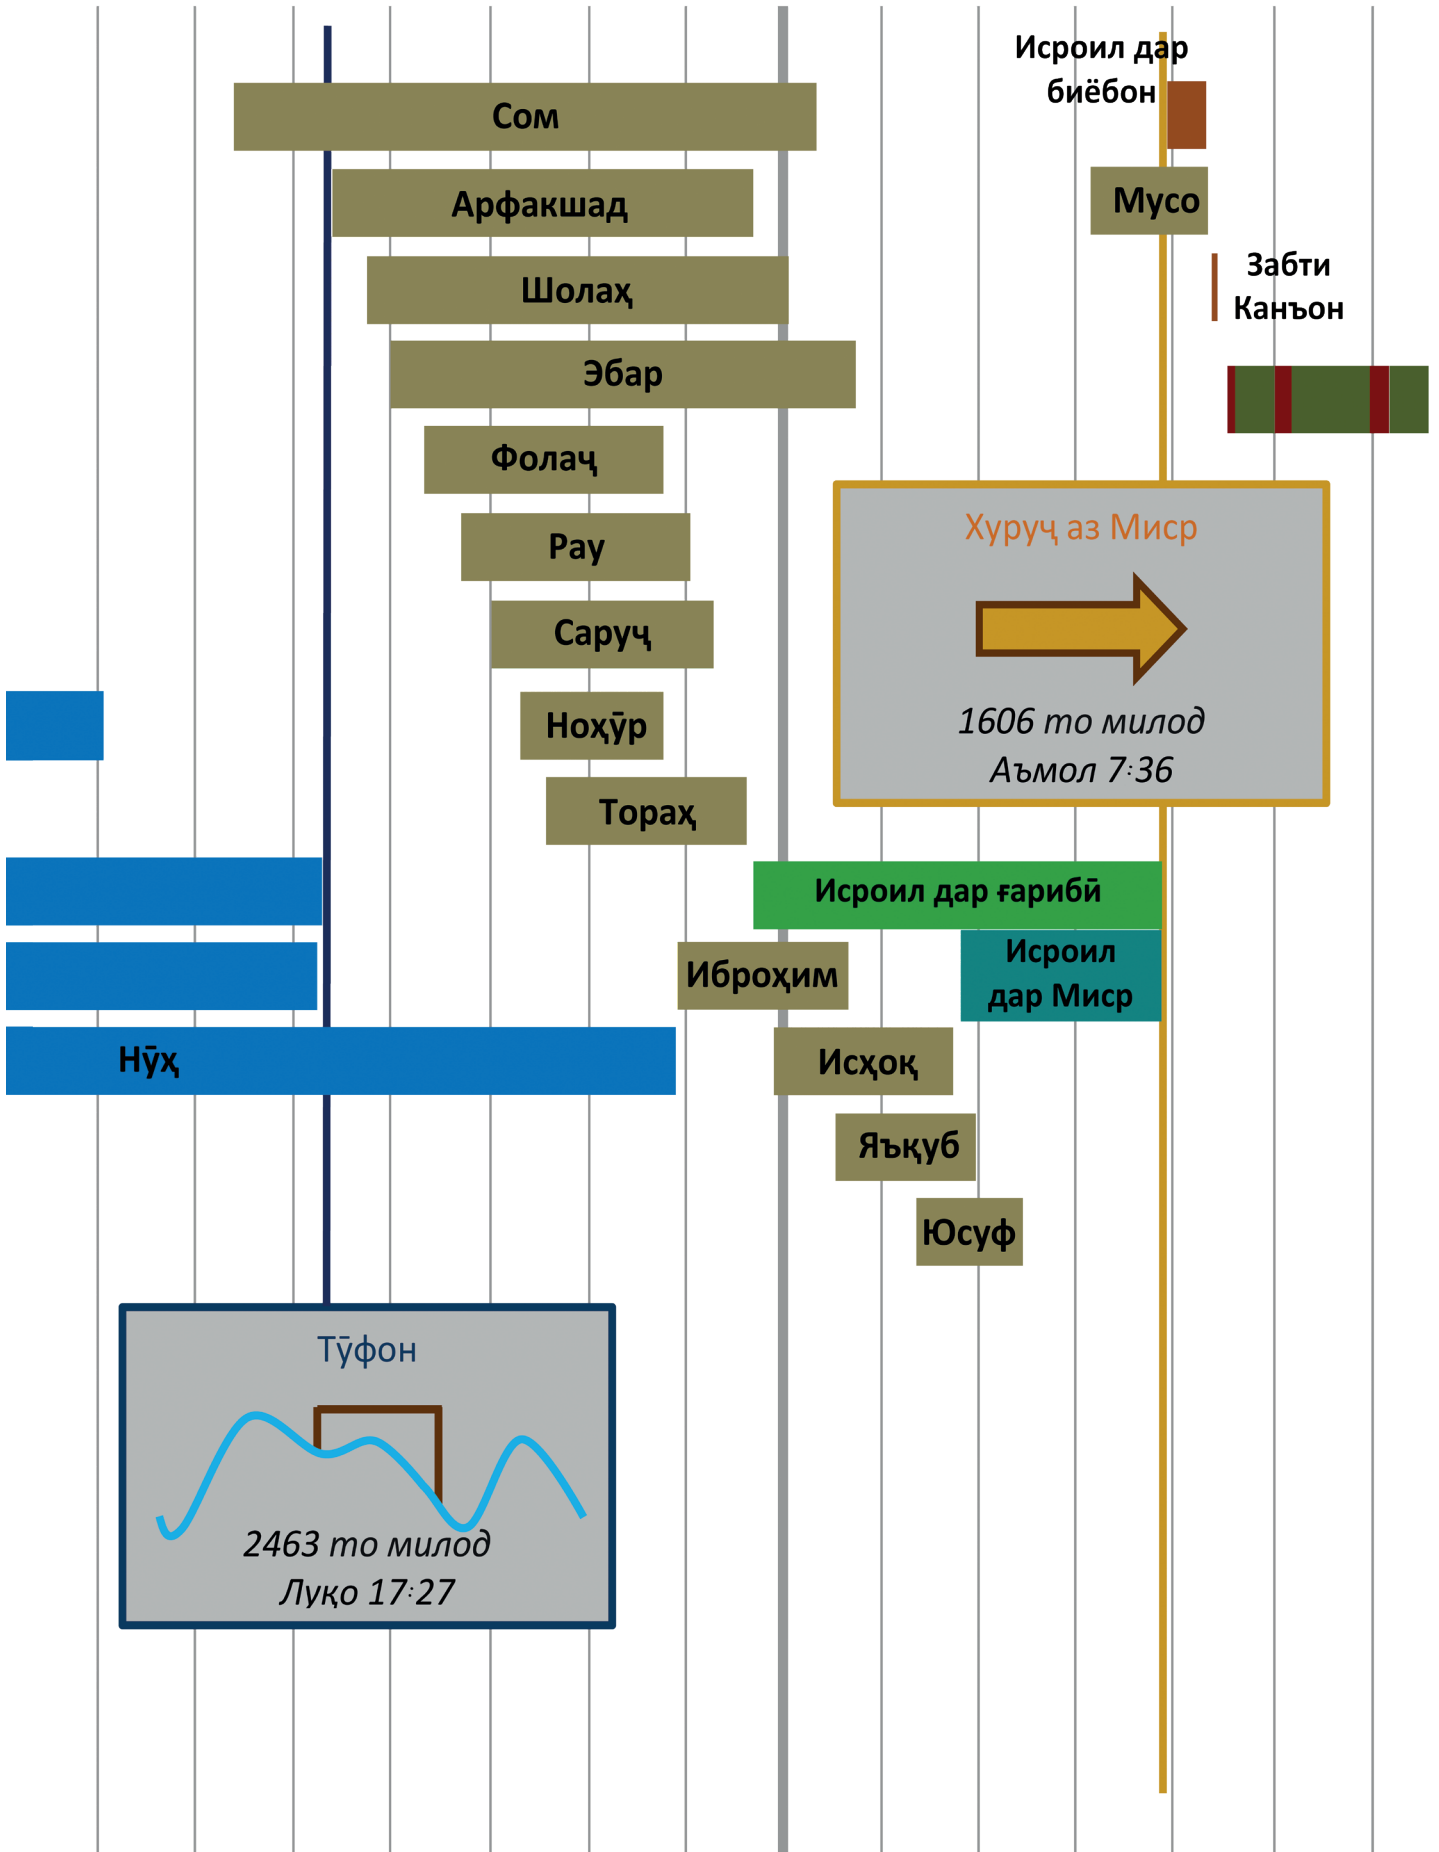 Исроил дар
биёбон
Сом
Арфакшад
Мусо
Шолаҳ
Забти
Канъон
Эбар
Фолаҷ
Рау
Саруҷ
Ноҳӯр
Тораҳ
Хуруҷ аз Миср
1606 то милод
Аъмол 7:36
Исроил дар ғарибӣ
Иброҳим
Исроил
дар Миср
Нӯҳ
Исҳоқ
Яъқуб
Юсуф
Тӯфон
2463 то милод
Луқо 17:27